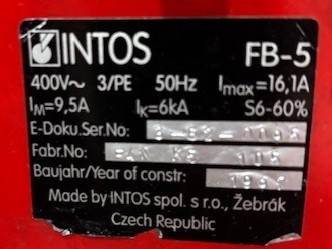 INTOS FB-5
400V~ 3/PE 50Hz Imax=16,1A
IM=9,5A IK=6kA S6-60%
E-Doku.Ser.No:
Fabr.No: 105
Baujahr/Year of constr:
Made by INTOS spol. s r.o., Žebrák
Czech Republic